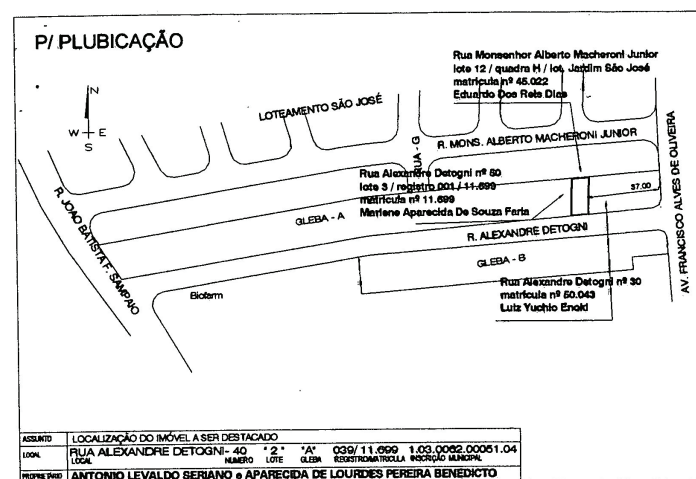 P/ PLUBICAÇÃO
Rua Monsenhor Alberto Macheroni Junior
lote 12 / quadra H / lot. Jardim São José
matrícula nº 45.022
Eduardo Dos Reis Dias
N
W E
S
LOTEAMENTO SÃO JOSÉ
RUA - G
R. MONS. ALBERTO MACHERONI JUNIOR
Rua Alexandre Detogni nº 50
lote 3 / registro 001 / 11.699
matrícula nº 11.699
Marlene Aparecida De Souza Faria
37.00
AV. FRANCISCO ALVES DE OLIVEIRA
R. JOAO BATISTA F. SAMPAIO
GLEBA - A
R. ALEXANDRE DETOGNI
GLEBA - B
Biofarm
Rua Alexandre Detogni nº 30
matrícula nº 50.043
Luiz Yuchio Enoki
ASSUNTO LOCALIZAÇÃO DO IMÓVEL A SER DESTACADO
LOCAL RUA ALEXANDRE DETOGNI - 40 " 2 " "A" 039/ 11.699 1.03.0062.00051.04
LOCAL NUMERO LOTE GLEBA REGISTRO/MATRICULA INSCRIÇÃO MUNICIPAL
PROPRIETÁRIO ANTONIO LEVALDO SERIANO e APARECIDA DE LOURDES PEREIRA BENEDICTO